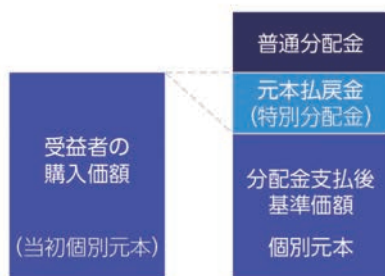 受益者の
購入価額
(当初個別元本)
普通分配金
元本払戻金
(特別分配金)
分配金支払後
基準価額
個別元本